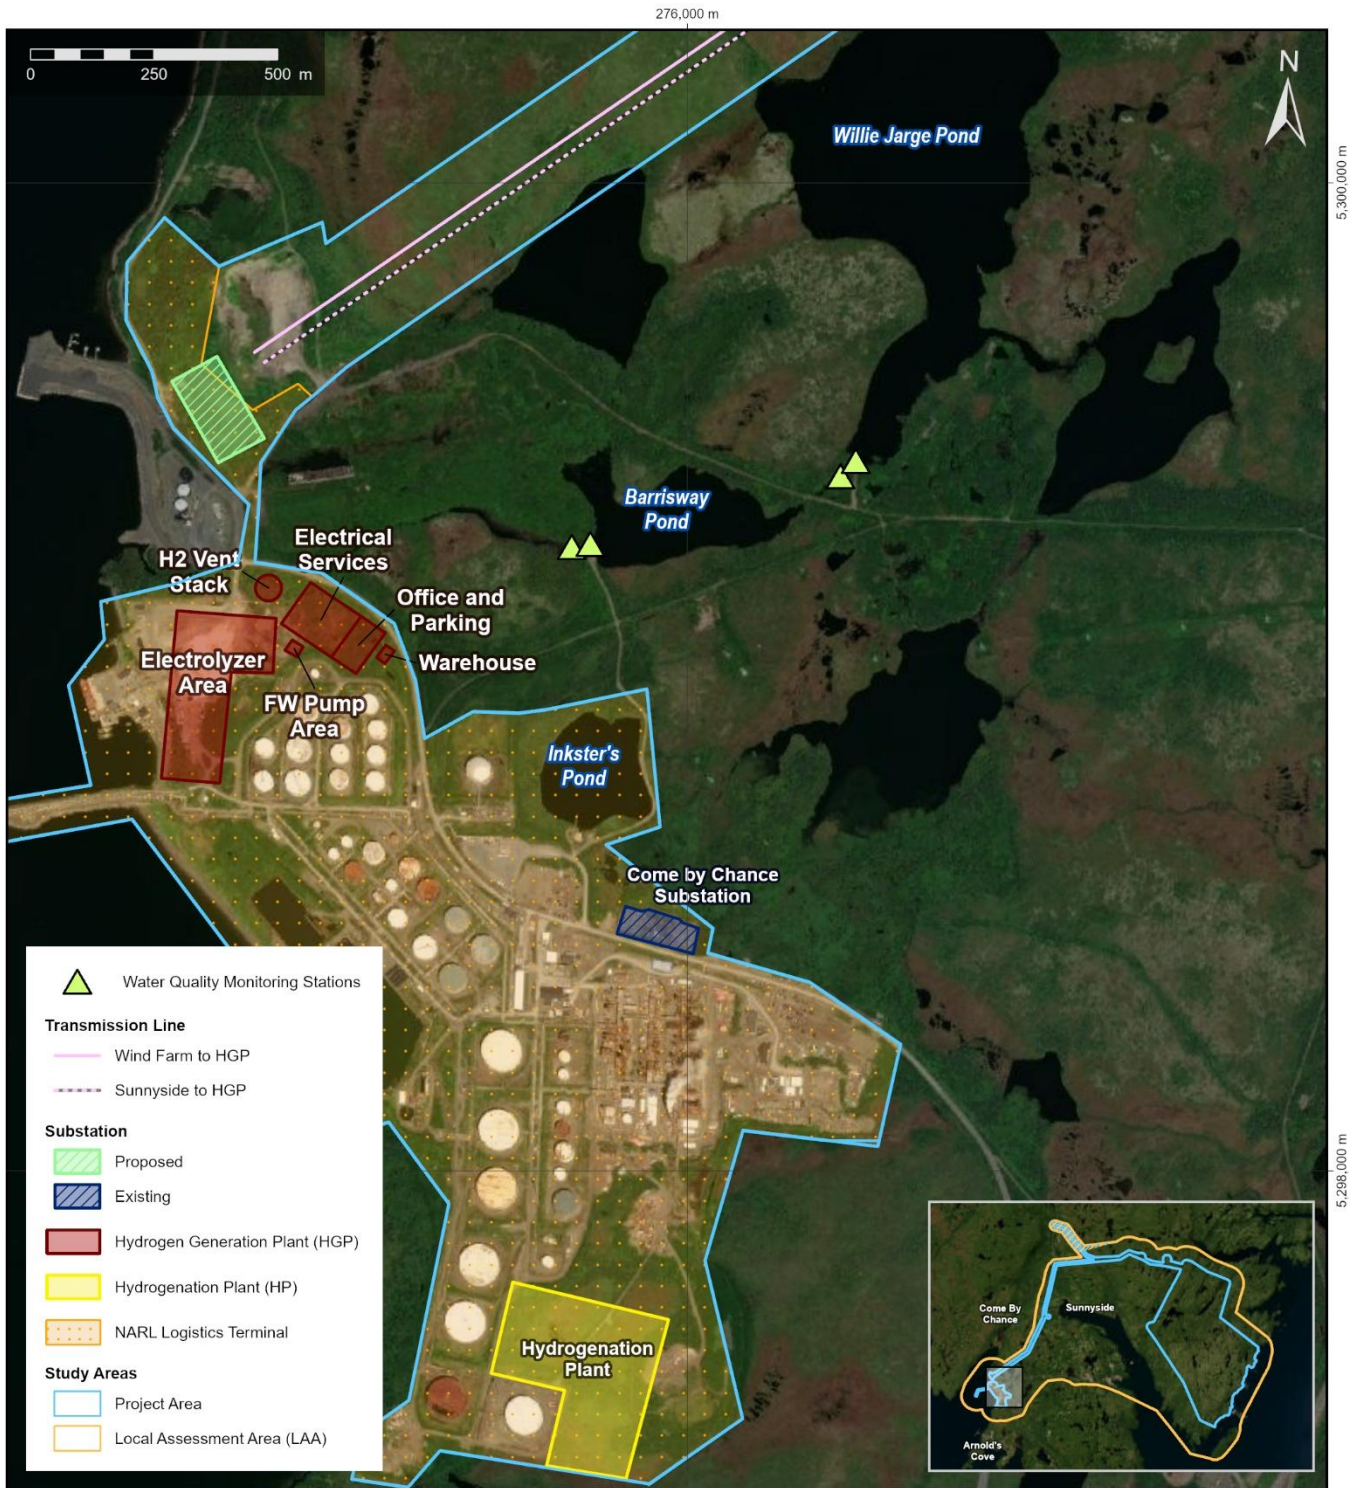 276,000 m
0 250 500 m
N
Willie Jarge Pond
5,300,000 m
Barrisway
Pond
Electrical
Services
H2 Vent
Stack
Office and
Parking
Electrolyzer
Area
Warehouse
FW Pump
Area
Inkster's
Pond
Come by Chance
Substation
Water Quality Monitoring Stations
Transmission Line
Wind Farm to HGP
Sunnyside to HGP
Substation
Proposed
Existing
Hydrogen Generation Plant (HGP)
Hydrogenation Plant (HP)
NARL Logistics Terminal
Study Areas
Project Area
Local Assessment Area (LAA)
5,298,000 m
Hydrogenation
Plant
Come By
Chance
Sunnyside
Arnold's
Cove